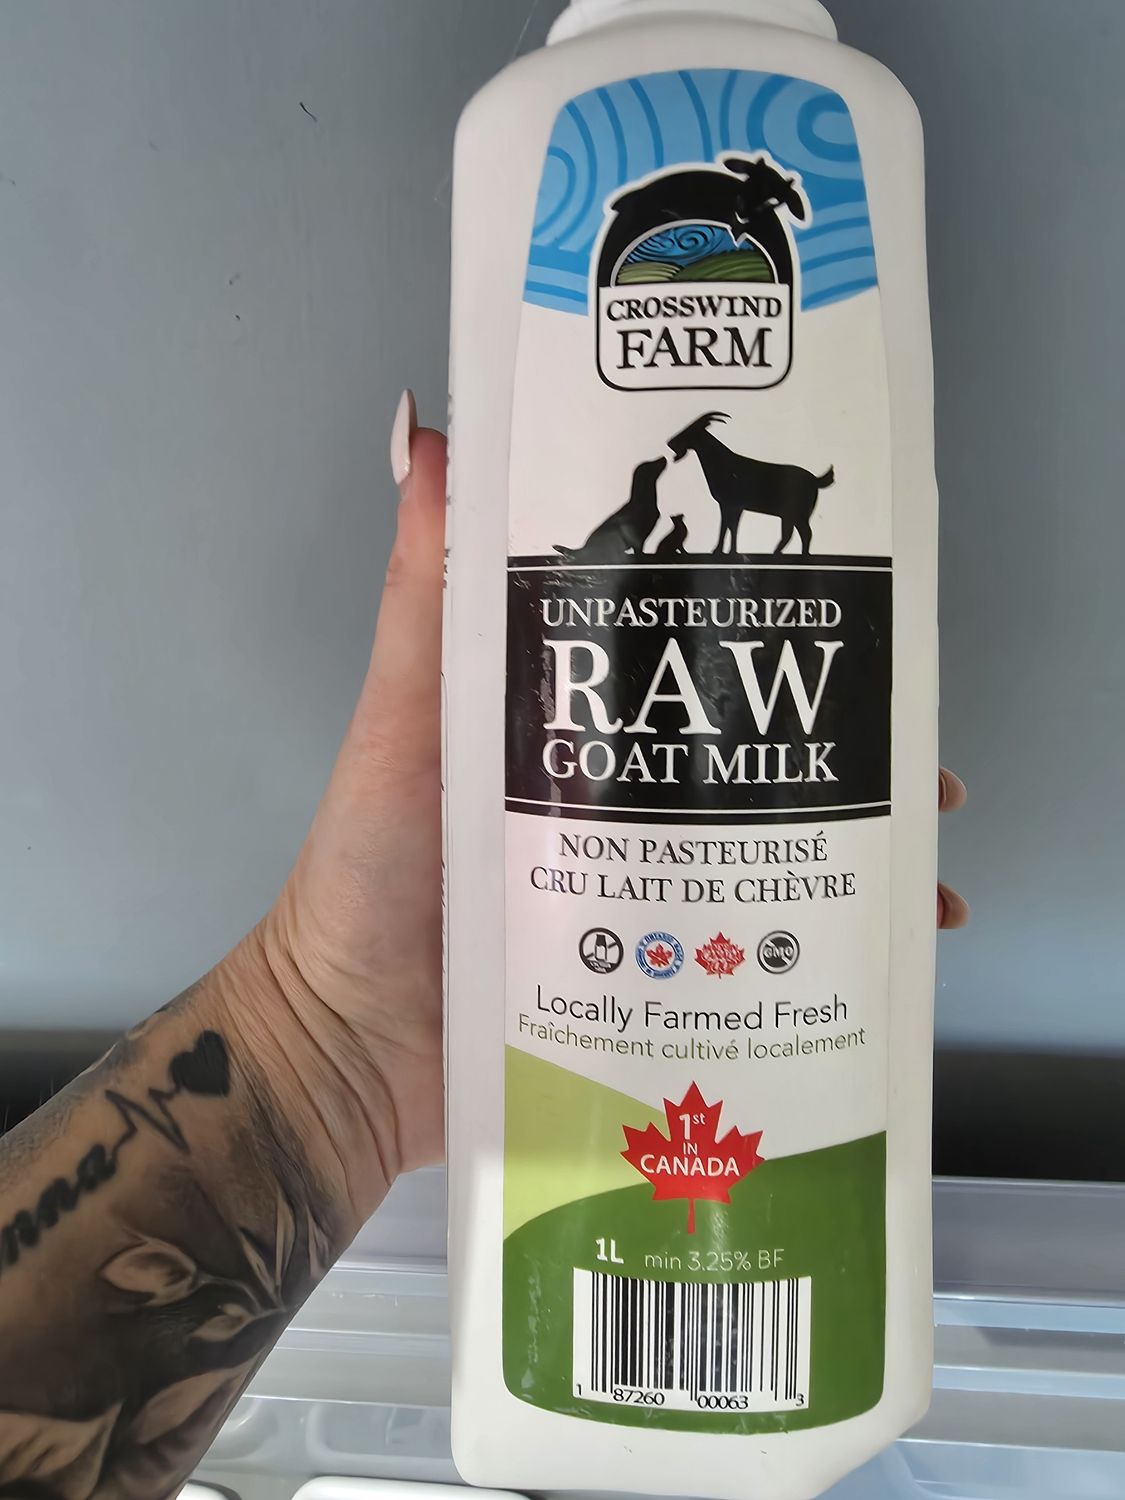 CROSSWIND
FARM
UNPASTEURIZED
RAW
GOAT MILK
NON PASTEURISÉ
CRU LAIT DE CHÈVRE
GMO
Locally Farmed Fresh
Fraîchement cultivé localement
1st
IN
CANADA
1L min 3.25% BF
1 87260 00063 3